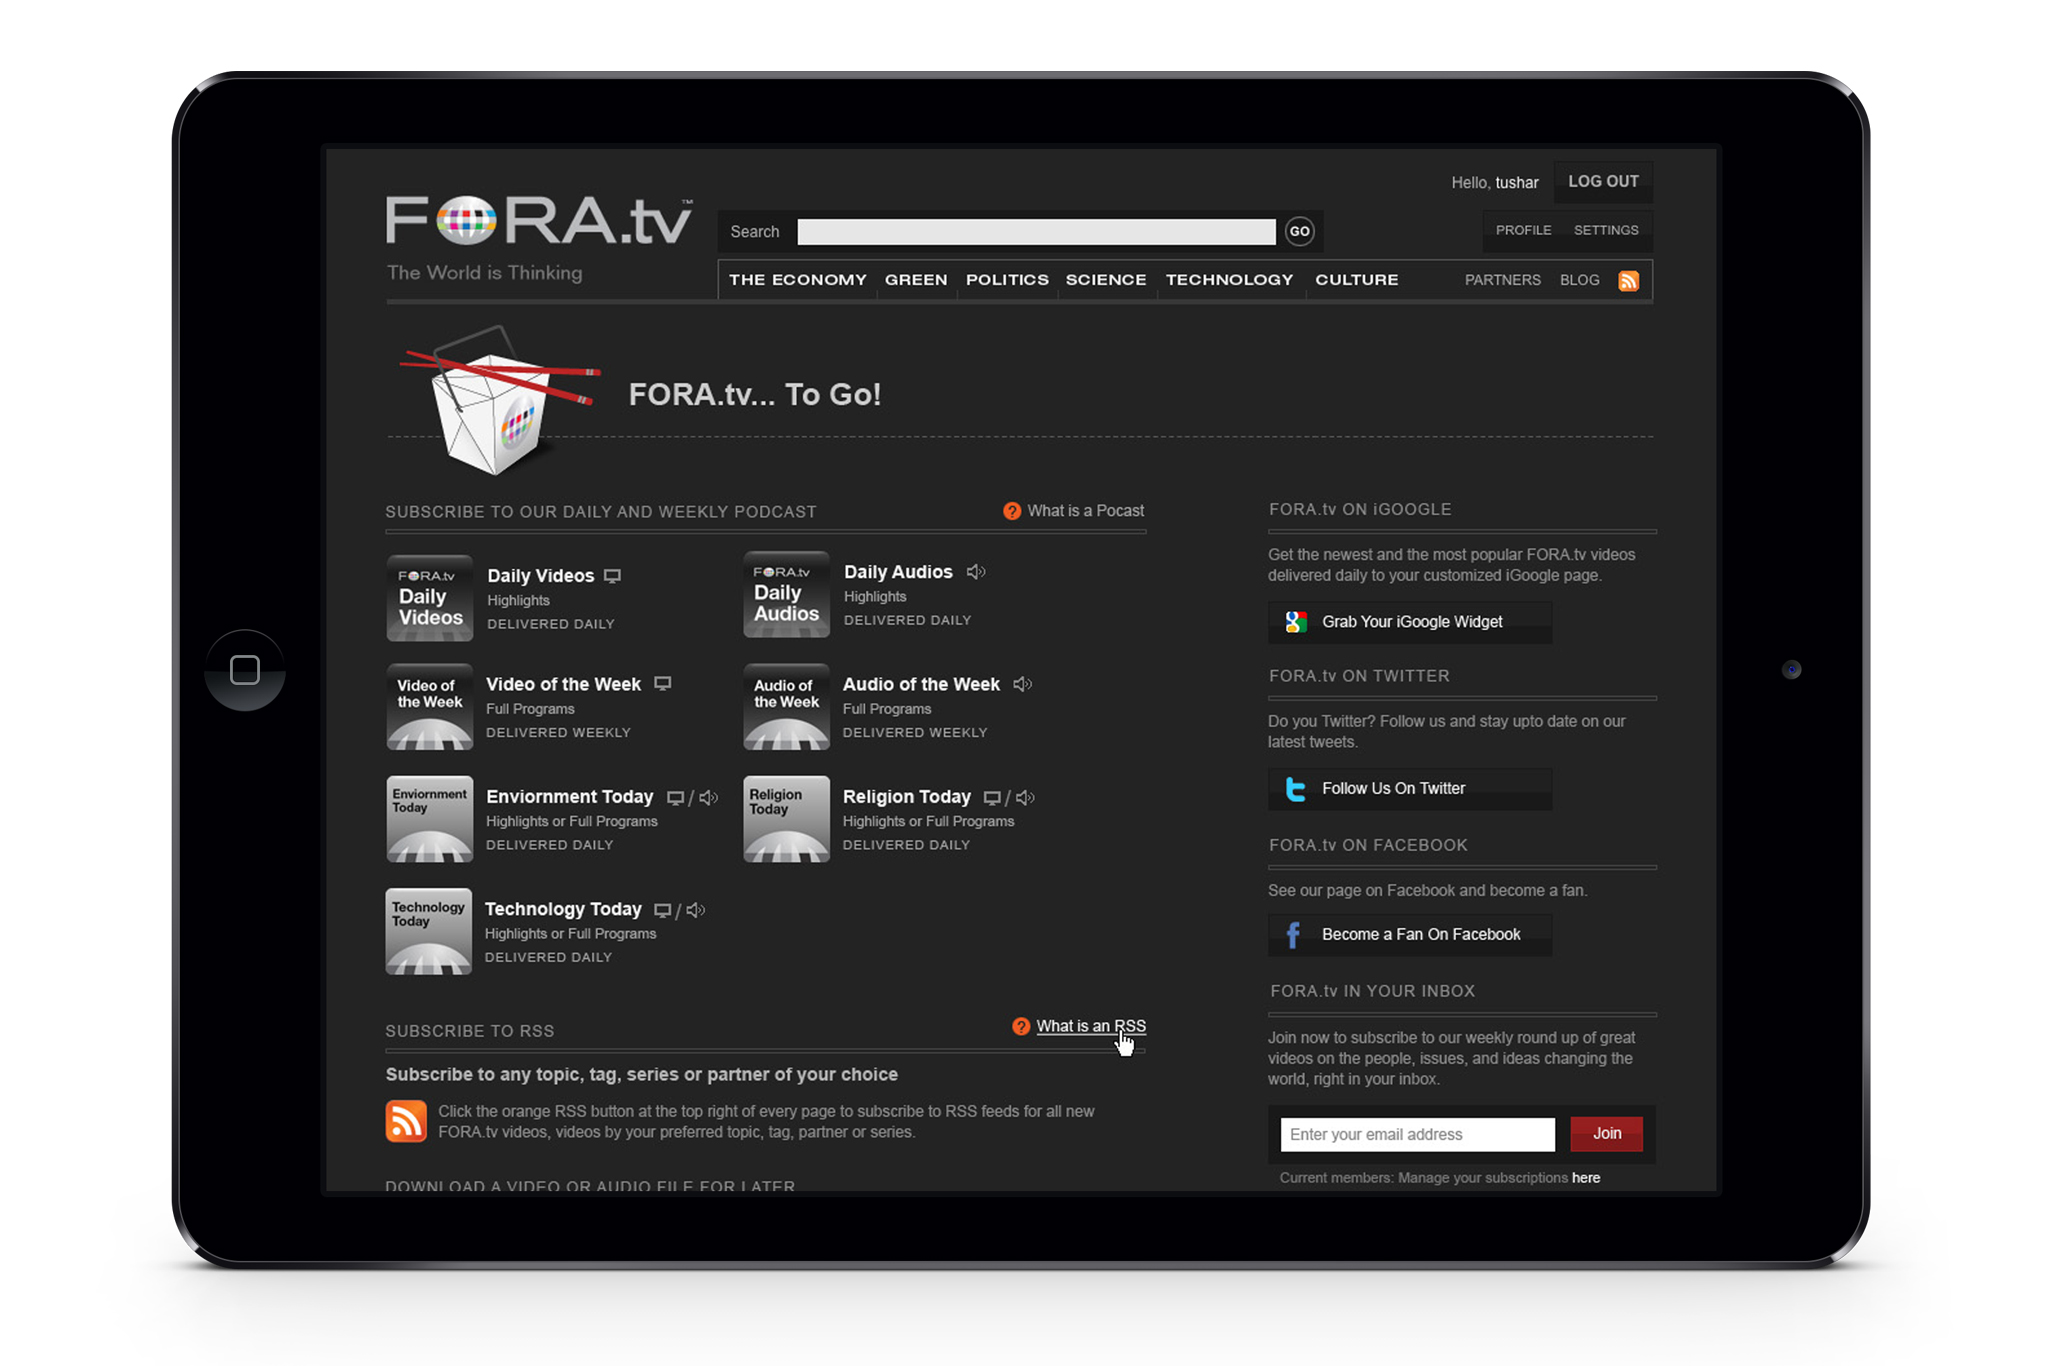 Hello, tushar LOG OUT
FORA.tv™
Search GO
PROFILE SETTINGS
The World is Thinking
THE ECONOMY GREEN POLITICS SCIENCE TECHNOLOGY CULTURE PARTNERS BLOG
FORA.tv... To Go!
SUBSCRIBE TO OUR DAILY AND WEEKLY PODCAST
? What is a Pocast
FORA.tv
Daily
Videos
Daily Videos
Highlights
DELIVERED DAILY
FORA.tv
Daily
Audios
Daily Audios
Highlights
DELIVERED DAILY
Video of
the Week
Video of the Week
Full Programs
DELIVERED WEEKLY
Audio of
the Week
Audio of the Week
Full Programs
DELIVERED WEEKLY
Enviornment
Today
Enviornment Today /
Highlights or Full Programs
DELIVERED DAILY
Religion
Today
Religion Today /
Highlights or Full Programs
DELIVERED DAILY
Technology
Today
Technology Today /
Highlights or Full Programs
DELIVERED DAILY
SUBSCRIBE TO RSS
? What is an RSS
Subscribe to any topic, tag, series or partner of your choice
Click the orange RSS button at the top right of every page to subscribe to RSS feeds for all new
FORA.tv videos, videos by your preferred topic, tag, partner or series.
DOWNLOAD A VIDEO OR AUDIO FILE FOR LATER
FORA.tv ON iGOOGLE
Get the newest and the most popular FORA.tv videos
delivered daily to your customized iGoogle page.
Grab Your iGoogle Widget
FORA.tv ON TWITTER
Do you Twitter? Follow us and stay upto date on our
latest tweets.
Follow Us On Twitter
FORA.tv ON FACEBOOK
See our page on Facebook and become a fan.
Become a Fan On Facebook
FORA.tv IN YOUR INBOX
Join now to subscribe to our weekly round up of great
videos on the people, issues, and ideas changing the
world, right in your inbox.
Enter your email address Join
Current members: Manage your subscriptions here